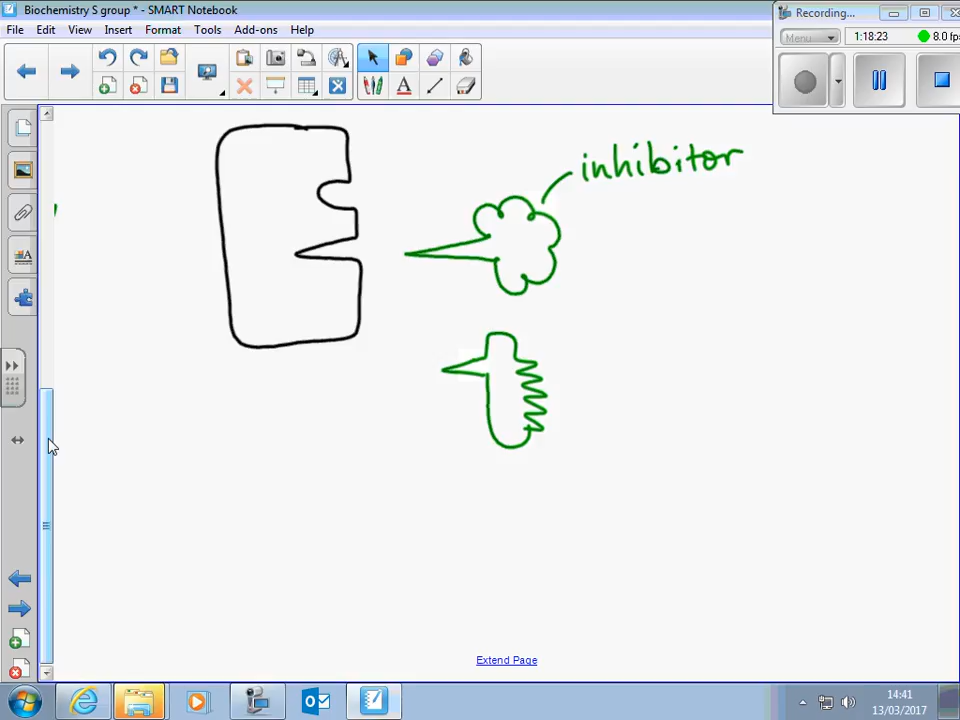 Biochemistry S group * - SMART Notebook
Recording...
File Edit View Insert Format Tools Add-ons Help
Menu 1:18:23 8.0 fps
inhibitor
Extend Page
14:41
13/03/2017